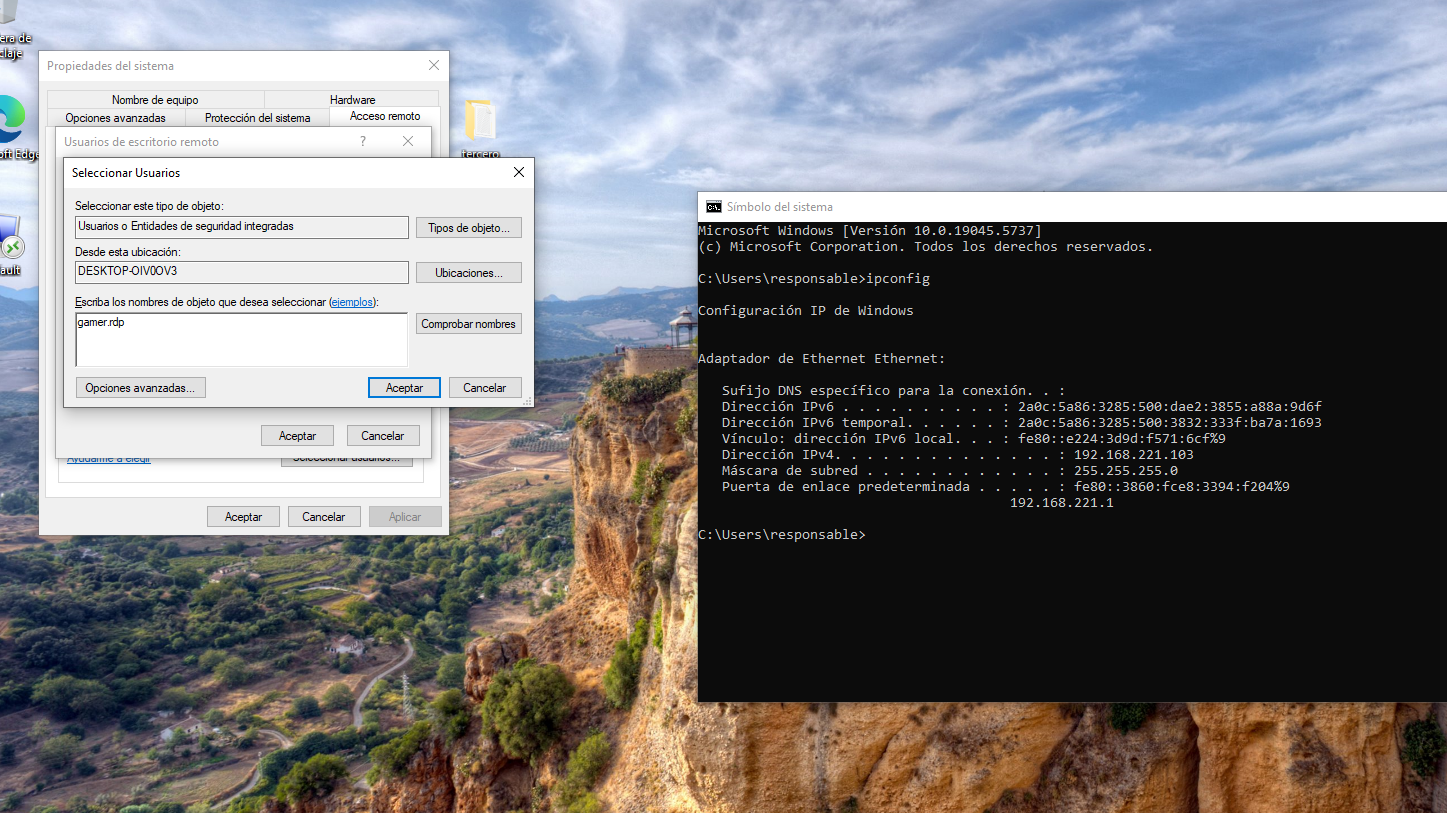 Propiedades del sistema
Nombre de equipo
Hardware
Opciones avanzadas
Protección del sistema
Acceso remoto
Usuarios de escritorio remoto
?
Seleccionar Usuarios
Seleccionar este tipo de objeto:
Usuarios o Entidades de seguridad integradas
Tipos de objeto...
Desde esta ubicación:
DESKTOP-OIV0OV3
Ubicaciones...
Escriba los nombres de objeto que desea seleccionar (ejemplos):
gamer.rdp
Comprobar nombres
Opciones avanzadas...
Aceptar
Cancelar
Aceptar
Cancelar
Ayudarme a elegir
Seleccionar usuarios...
Aceptar
Cancelar
Aplicar
era de
claje
oft Edge
ault
tercero
Símbolo del sistema
Microsoft Windows [Versión 10.0.19045.5737]
(c) Microsoft Corporation. Todos los derechos reservados.
C:\Users\responsable>ipconfig
Configuración IP de Windows
Adaptador de Ethernet Ethernet:
Sufijo DNS específico para la conexión. . :
Dirección IPv6 . . . . . . . . . . : 2a0c:5a86:3285:500:dae2:3855:a88a:9d6f
Dirección IPv6 temporal. . . . . . : 2a0c:5a86:3285:500:3832:333f:ba7a:1693
Vínculo: dirección IPv6 local. . . : fe80::e224:3d9d:f571:6cf%9
Dirección IPv4. . . . . . . . . . . . . . : 192.168.221.103
Máscara de subred . . . . . . . . . . . . : 255.255.255.0
Puerta de enlace predeterminada . . . . . : fe80::3860:fce8:3394:f204%9
192.168.221.1
C:\Users\responsable>